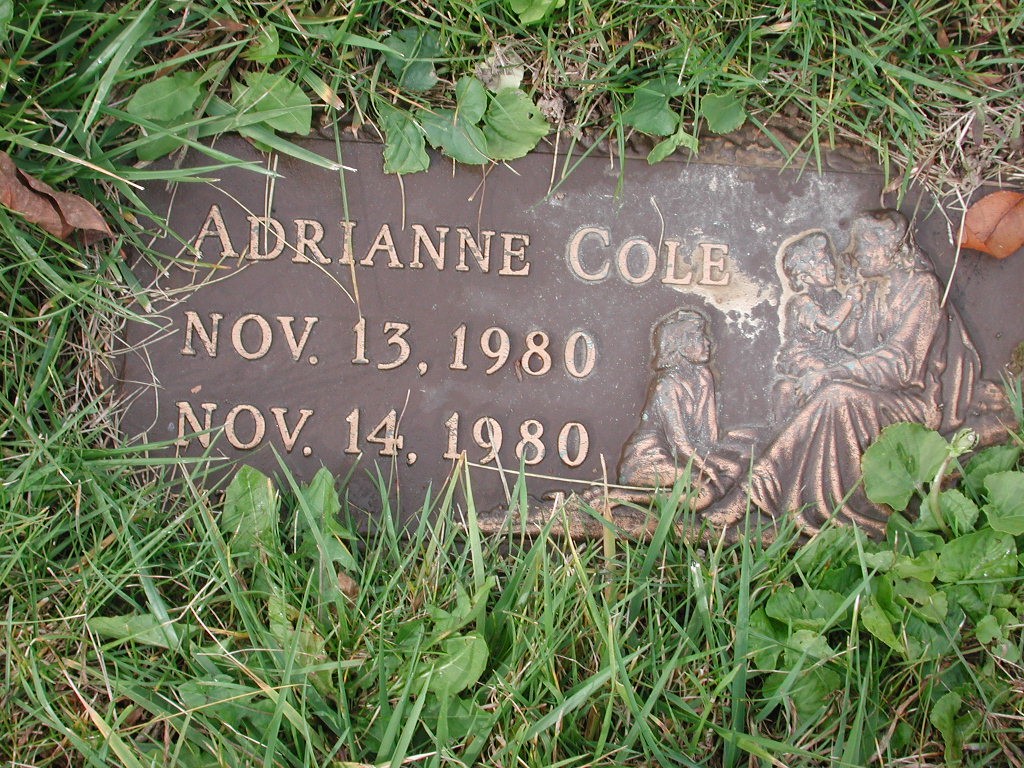 ADRIANNE COLE
NOV. 13, 1980
NOV. 14, 1980